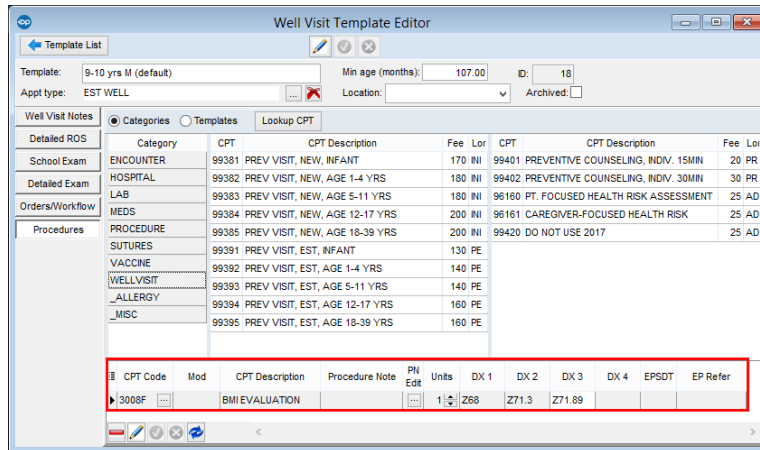 Well Visit Template Editor
Template List
Template: 9-10 yrs M (default) Min age (months): 107.00 ID: 18
Appt type: EST WELL ... Location: Archived:
Well Visit Notes
Detailed ROS
School Exam
Detailed Exam
Orders/Workflow
Procedures
Categories Templates Lookup CPT
Category
ENCOUNTER
HOSPITAL
LAB
MEDS
PROCEDURE
SUTURES
VACCINE
WELLVISIT
_ALLERGY
_MISC
CPT CPT Description Fee Lor
99381 PREV VISIT, NEW, INFANT 170 INI
99382 PREV VISIT, NEW, AGE 1-4 YRS 180 INI
99383 PREV VISIT, NEW, AGE 5-11 YRS 180 INI
99384 PREV VISIT, NEW, AGE 12-17 YRS 200 INI
99385 PREV VISIT, NEW, AGE 18-39 YRS 200 INI
99391 PREV VISIT, EST, INFANT 130 PE
99392 PREV VISIT, EST, AGE 1-4 YRS 140 PE
99393 PREV VISIT, EST, AGE 5-11 YRS 140 PE
99394 PREV VISIT, EST, AGE 12-17 YRS 160 PE
99395 PREV VISIT, EST, AGE 18-39 YRS 160 PE
CPT CPT Description Fee Lor
99401 PREVENTIVE COUNSELING, INDIV. 15MIN 20 PR
99402 PREVENTIVE COUNSELING, INDIV. 30MIN 30 PR
96160 PT. FOCUSED HEALTH RISK ASSESSMENT 25 AD
96161 CAREGIVER-FOCUSED HEALTH RISK 25 AD
99420 DO NOT USE 2017 25 AD
CPT Code Mod CPT Description Procedure Note PN Edit Units DX 1 DX 2 DX 3 DX 4 EPSDT EP Refer
3008F ... BMI EVALUATION ... 1 Z68 Z71.3 Z71.89